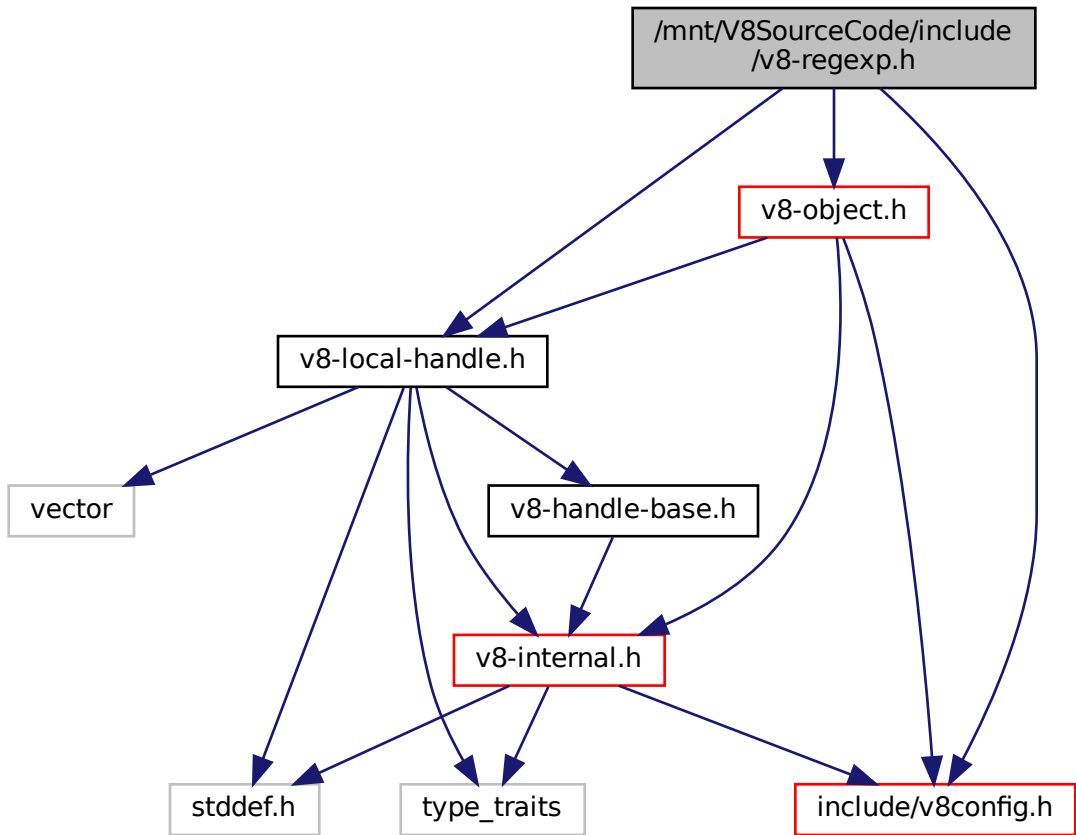 /mnt/V8SourceCode/include
/v8-regexp.h
v8-object.h
v8-local-handle.h
vector
v8-handle-base.h
v8-internal.h
stddef.h
type_traits
include/v8config.h